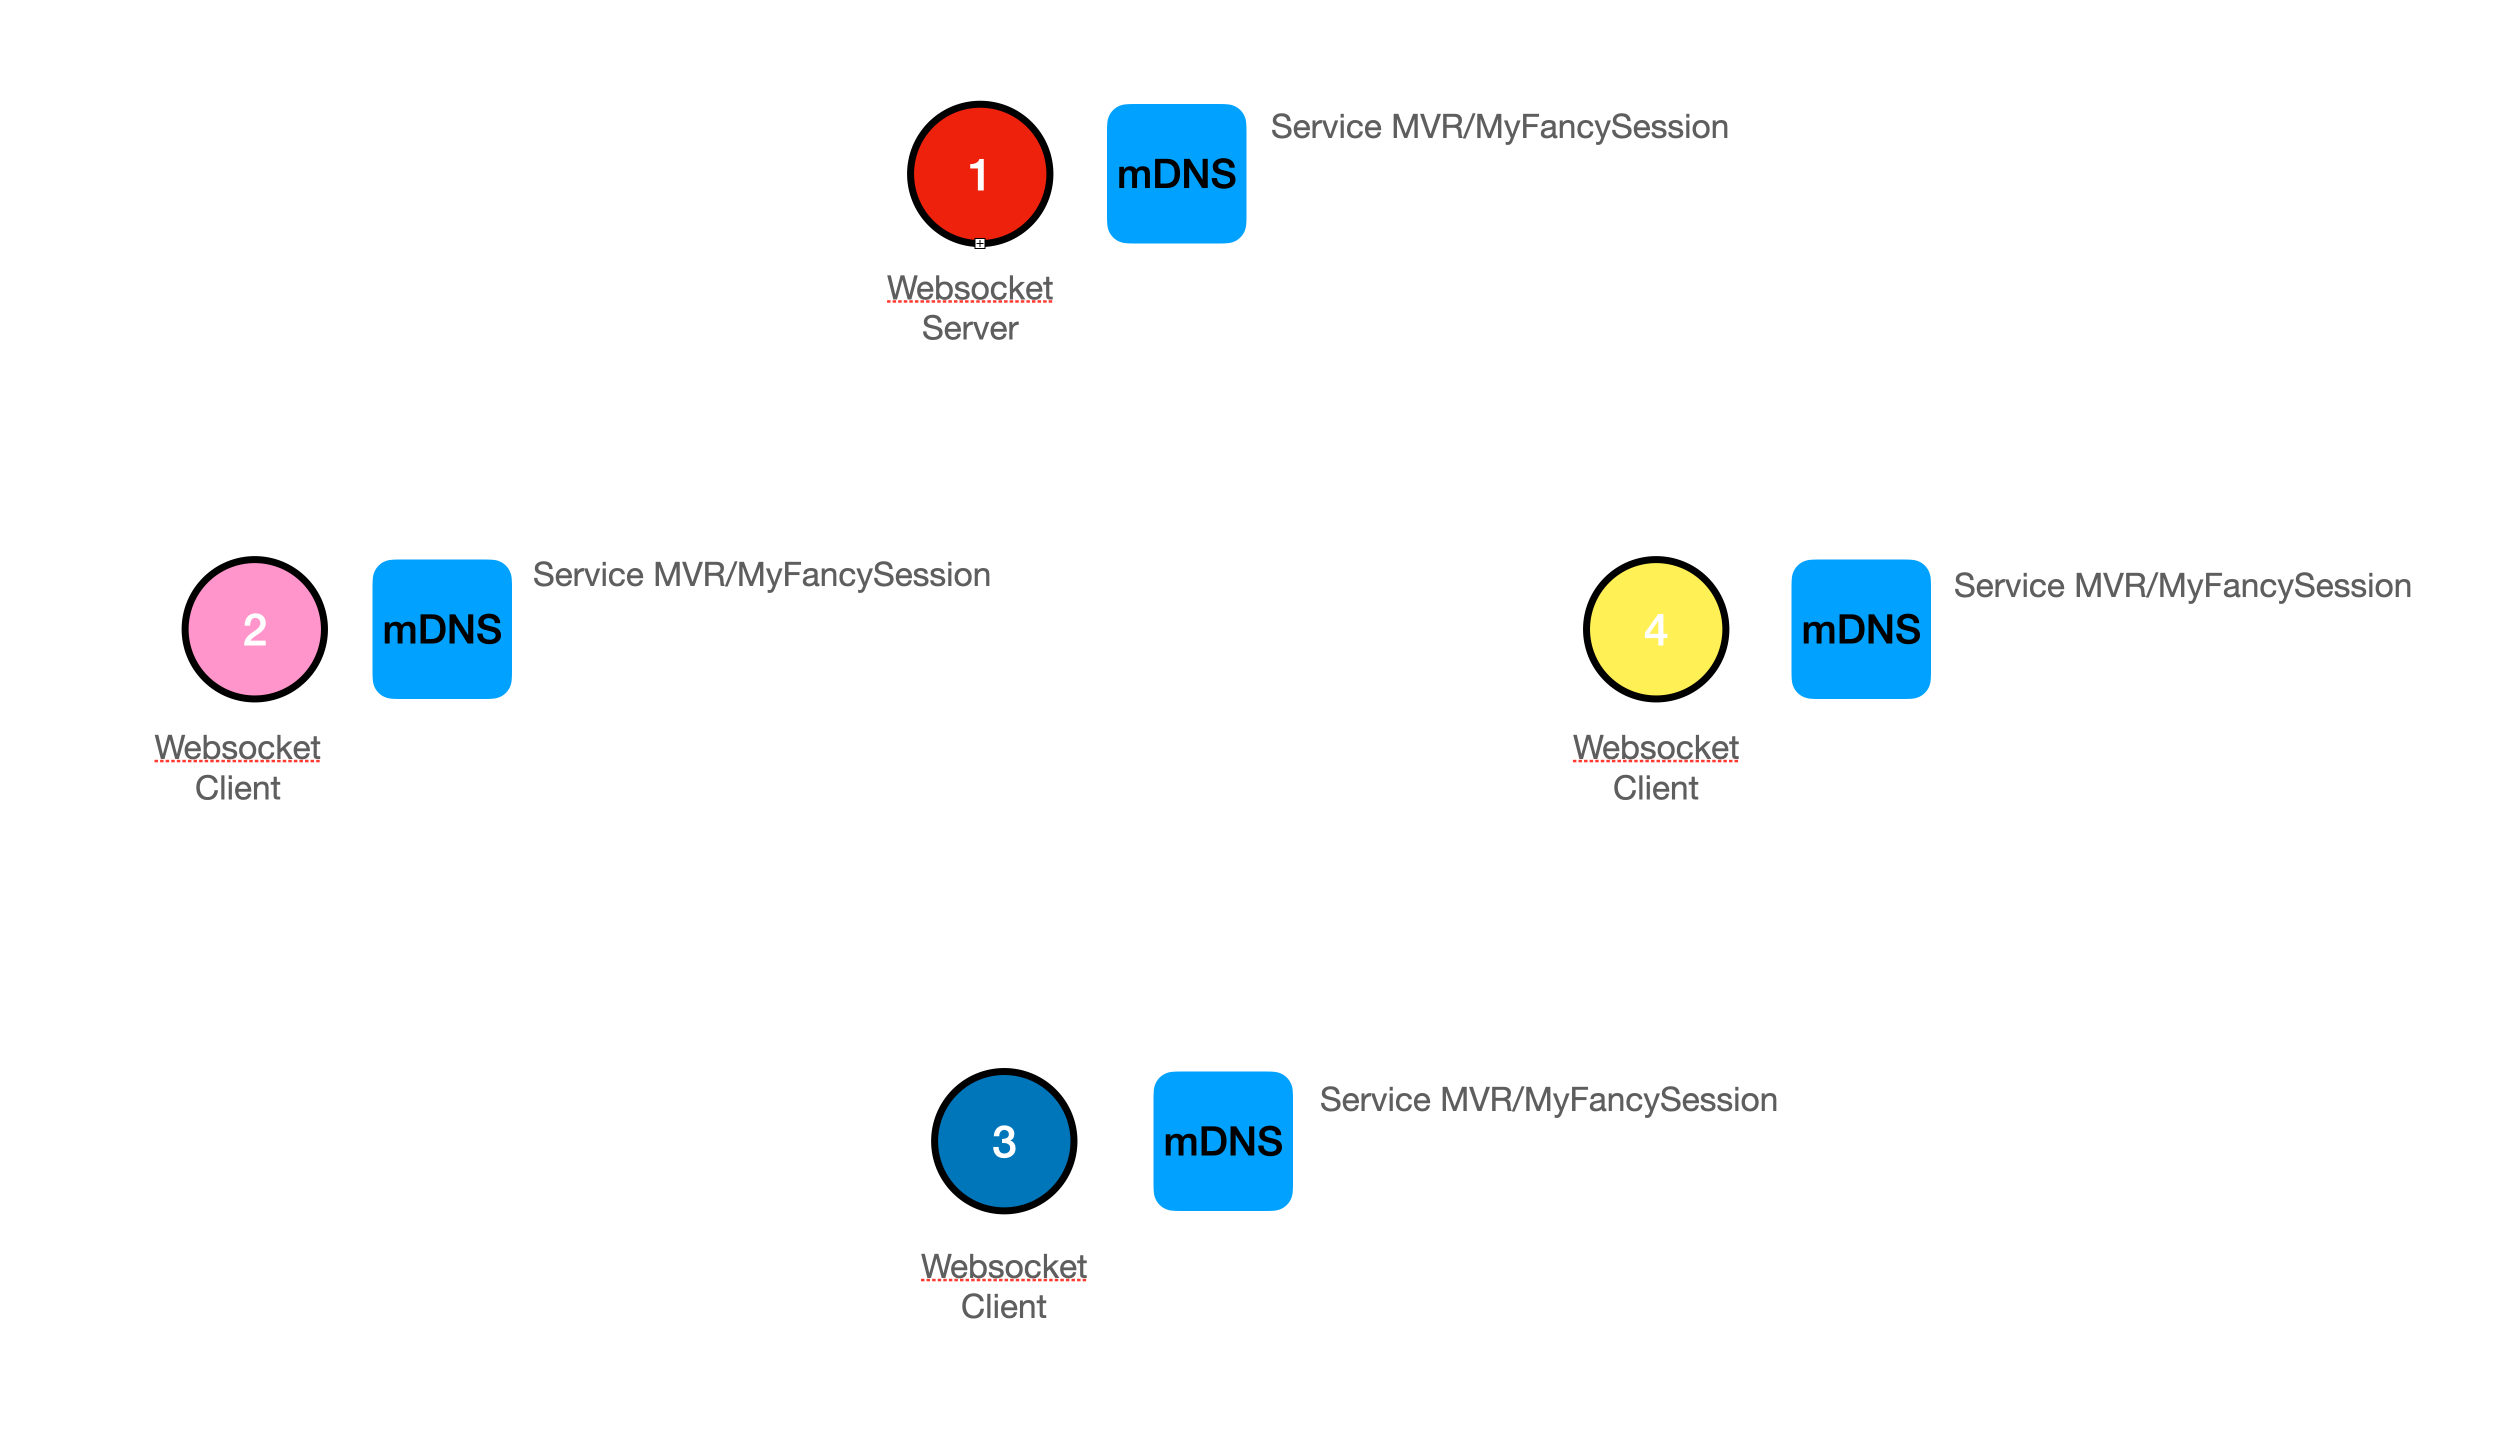 1
mDNS
Service MVR/MyFancySession
Websocket
Server
2
mDNS
Service MVR/MyFancySession
Websocket
Client
4
mDNS
Service MVR/MyFancySession
Websocket
Client
3
mDNS
Service MVR/MyFancySession
Websocket
Client